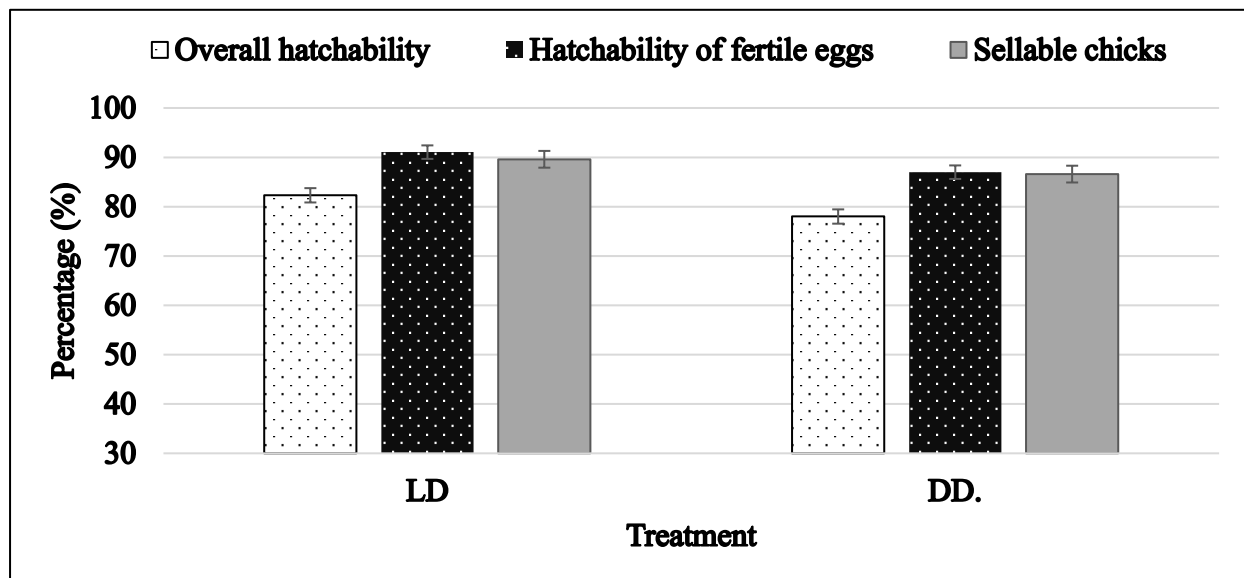 Overall hatchability Hatchability of fertile eggs Sellable chicks
100
90
80
70
60
50
40
30
Percentage (%)
LD DD.
Treatment